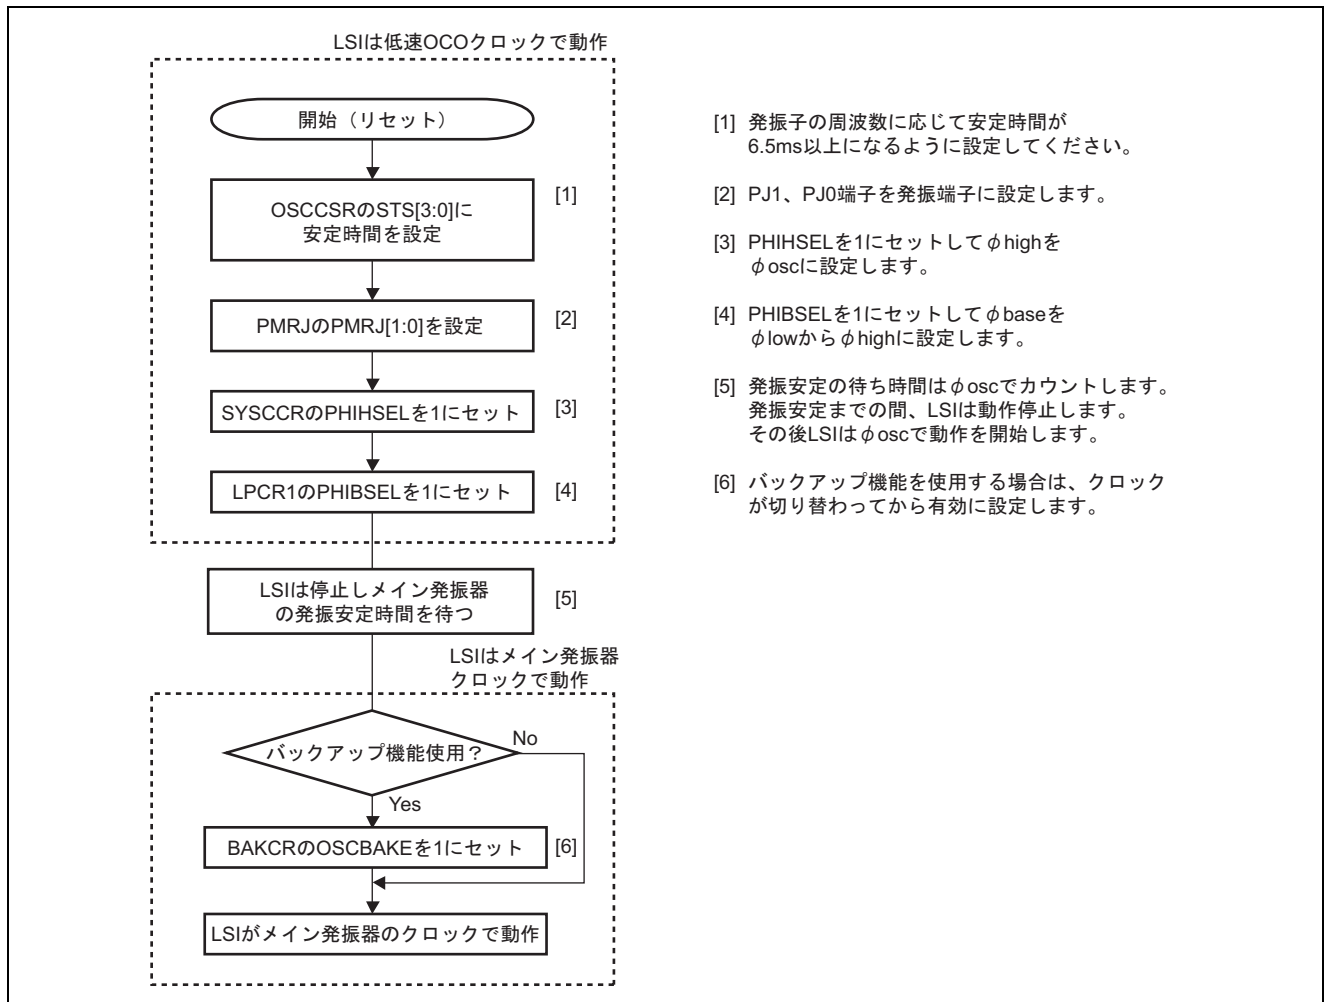 LSIは低速OCOクロックで動作
開始（リセット）
OSCCSRのSTS[3:0]に
安定時間を設定
[1]
PMRJのPMRJ[1:0]を設定
[2]
SYSCCRのPHIHSELを1にセット
[3]
LPCR1のPHIBSELを1にセット
[4]
LSIは停止しメイン発振器
の発振安定時間を待つ
[5]
LSIはメイン発振器
クロックで動作
バックアップ機能使用？
No
Yes
BAKCRのOSCBAKEを1にセット
[6]
LSIがメイン発振器のクロックで動作
[1] 発振子の周波数に応じて安定時間が
6.5ms以上になるように設定してください。
[2] PJ1、PJ0端子を発振端子に設定します。
[3] PHIHSELを1にセットしてφhighを
φoscに設定します。
[4] PHIBSELを1にセットしてφbaseを
φlowからφhighに設定します。
[5] 発振安定の待ち時間はφoscでカウントします。
発振安定までの間、LSIは動作停止します。
その後LSIはφoscで動作を開始します。
[6] バックアップ機能を使用する場合は、クロック
が切り替わってから有効に設定します。